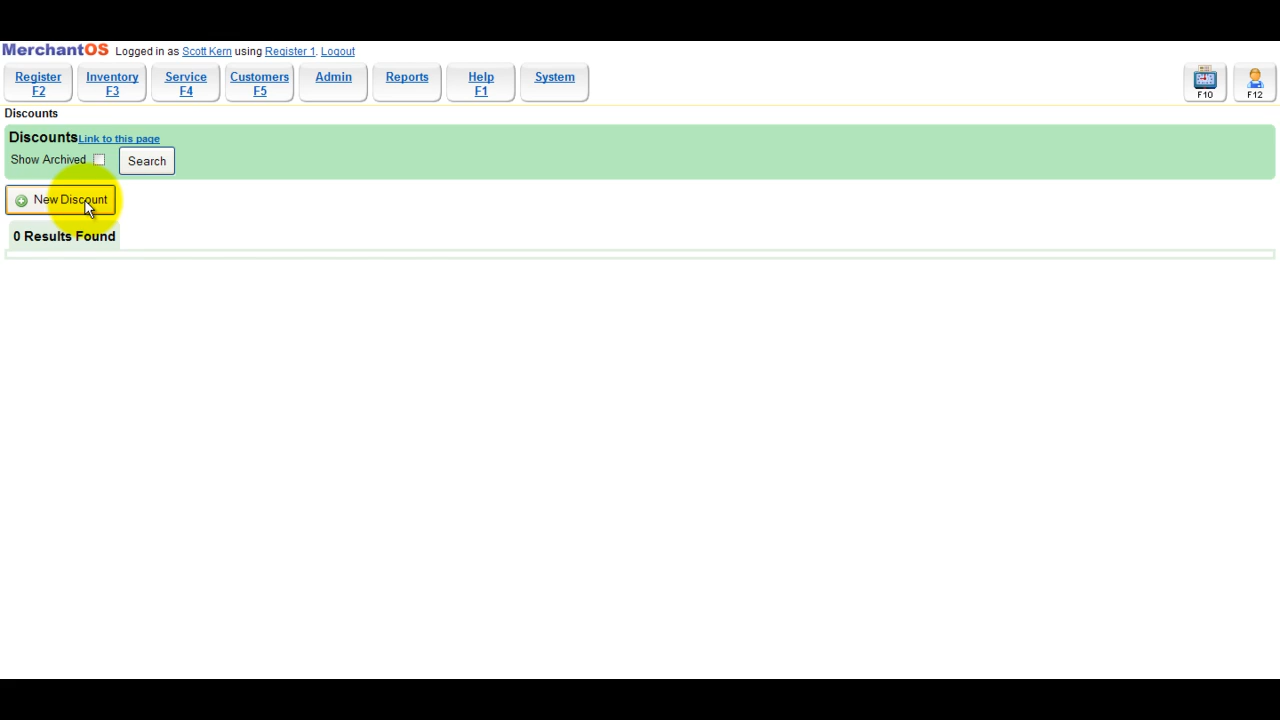 MerchantOS Logged in as Scott Kern using Register 1. Logout
Register F2 Inventory F3 Service F4 Customers F5 Admin Reports Help F1 System F10 F12
Discounts
Discounts Link to this page
Show Archived Search
New Discount
0 Results Found